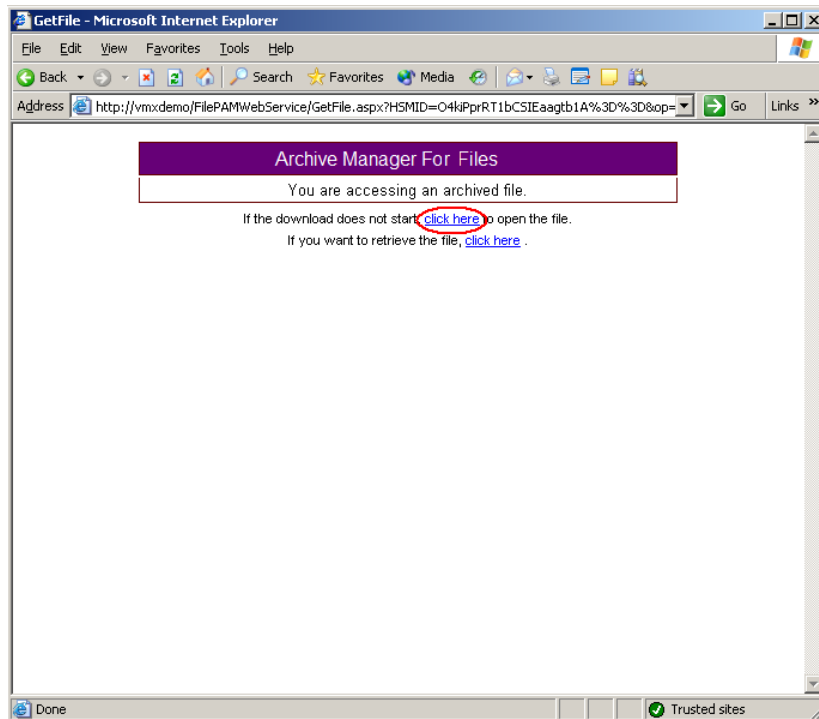 GetFile - Microsoft Internet Explorer
File Edit View Favorites Tools Help
Back Search Favorites Media
Address http://vmxdemo/FilePAMWebService/GetFile.aspx?HSMID=O4kiPprRT1bCSIEaagtb1A%3D%3D&op= Go Links »
Archive Manager For Files
You are accessing an archived file.
If the download does not start, click here to open the file.
If you want to retrieve the file, click here .
Done Trusted sites